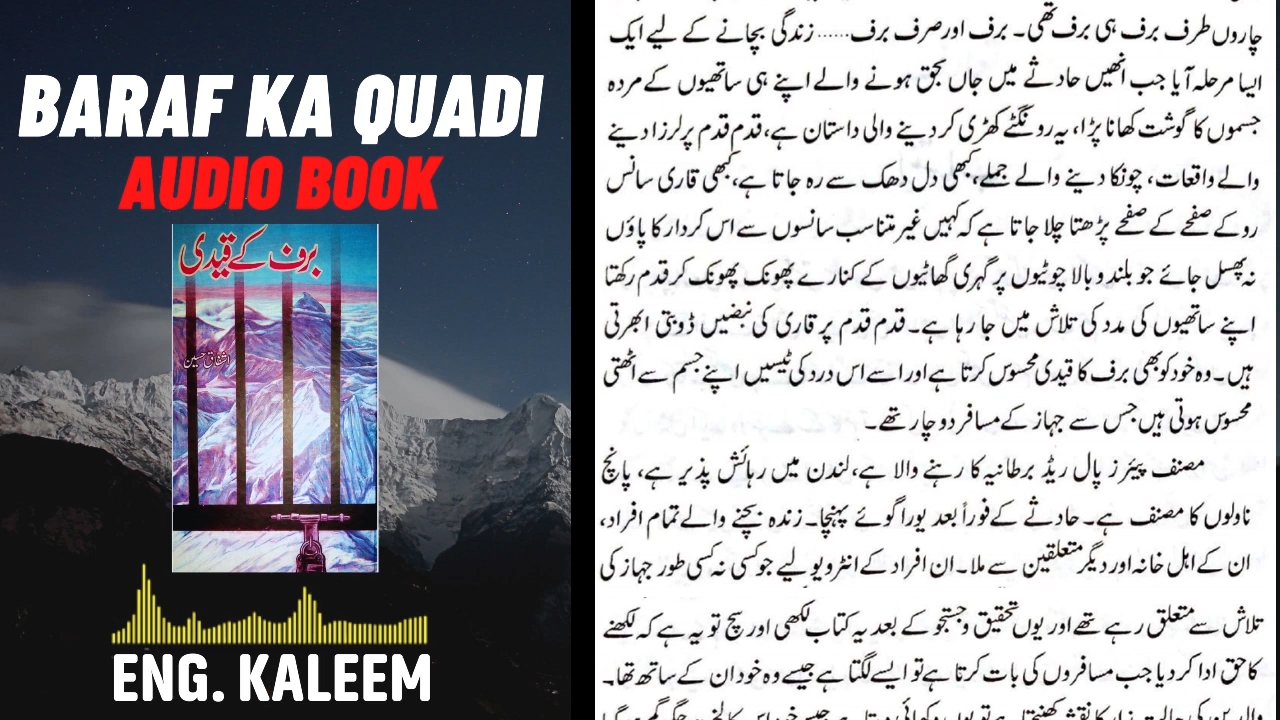 BARAF KA QUADI
AUDIO BOOK
برف کے قیدی
اشفاق حسین
ENG. KALEEM
چاروں طرف برف ہی برف تھی۔ برف اور صرف برف...... زندگی بچانے کے لیے ایک
ایسا مرحلہ آیا جب انھیں حادثے میں جاں بحق ہونے والے اپنے ہی ساتھیوں کے مردہ
جسموں کا گوشت کھانا پڑا، یہ رونگٹے کھڑی کر دینے والی داستان ہے، قدم قدم پر لرزا دینے
والے واقعات، چونکا دینے والے جملے، کبھی دل دھک سے رہ جاتا ہے، کبھی قاری سانس
روکے صفحے کے صفحے پڑھتا چلا جاتا ہے کہ کہیں غیر متناسب سانسوں سے اس کردار کا پاؤں
نہ پھسل جائے جو بلند و بالا چوٹیوں پر گہری گھاٹیوں کے کنارے پھونک پھونک کر قدم رکھتا
اپنے ساتھیوں کی مدد کی تلاش میں جا رہا ہے۔ قدم قدم پر قاری کی نبضیں ڈوبتی ابھرتی
ہیں۔ وہ خود کو بھی برف کا قیدی محسوس کرتا ہے اور اسے اس درد کی ٹیسیں اپنے جسم سے اٹھتی
محسوس ہوتی ہیں جس سے جہاز کے مسافر دو چار تھے۔
مصنف پیئرز پال ریڈ برطانیہ کا رہنے والا ہے، لندن میں رہائش پذیر ہے، پانچ
ناولوں کا مصنف ہے۔ حادثے کے فوراً بعد یوراگوئے پہنچا۔ زندہ بچنے والے تمام افراد،
ان کے اہل خانہ اور دیگر متعلقین سے ملا۔ ان افراد کے انٹرویو لیے جو کسی نہ کسی طور جہاز کی
تلاش سے متعلق رہے تھے اور یوں تحقیق و جستجو کے بعد یہ کتاب لکھی اور سچ تو یہ ہے کہ لکھنے
کا حق ادا کر دیا جب مسافروں کی بات کرتا ہے تو ایسے لگتا ہے جیسے وہ خود ان کے ساتھ تھا۔